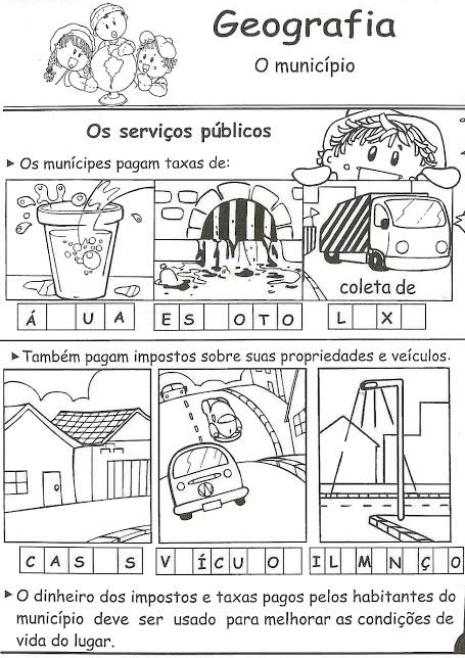 Geografia
O município
Os serviços públicos
Os munícipes pagam taxas de:
coleta de
Á U A E S O T O L X
Também pagam impostos sobre suas propriedades e veículos.
C A S S V Í C U O I L M N Ç O
O dinheiro dos impostos e taxas pagos pelos habitantes do
município deve ser usado para melhorar as condições de
vida do lugar.